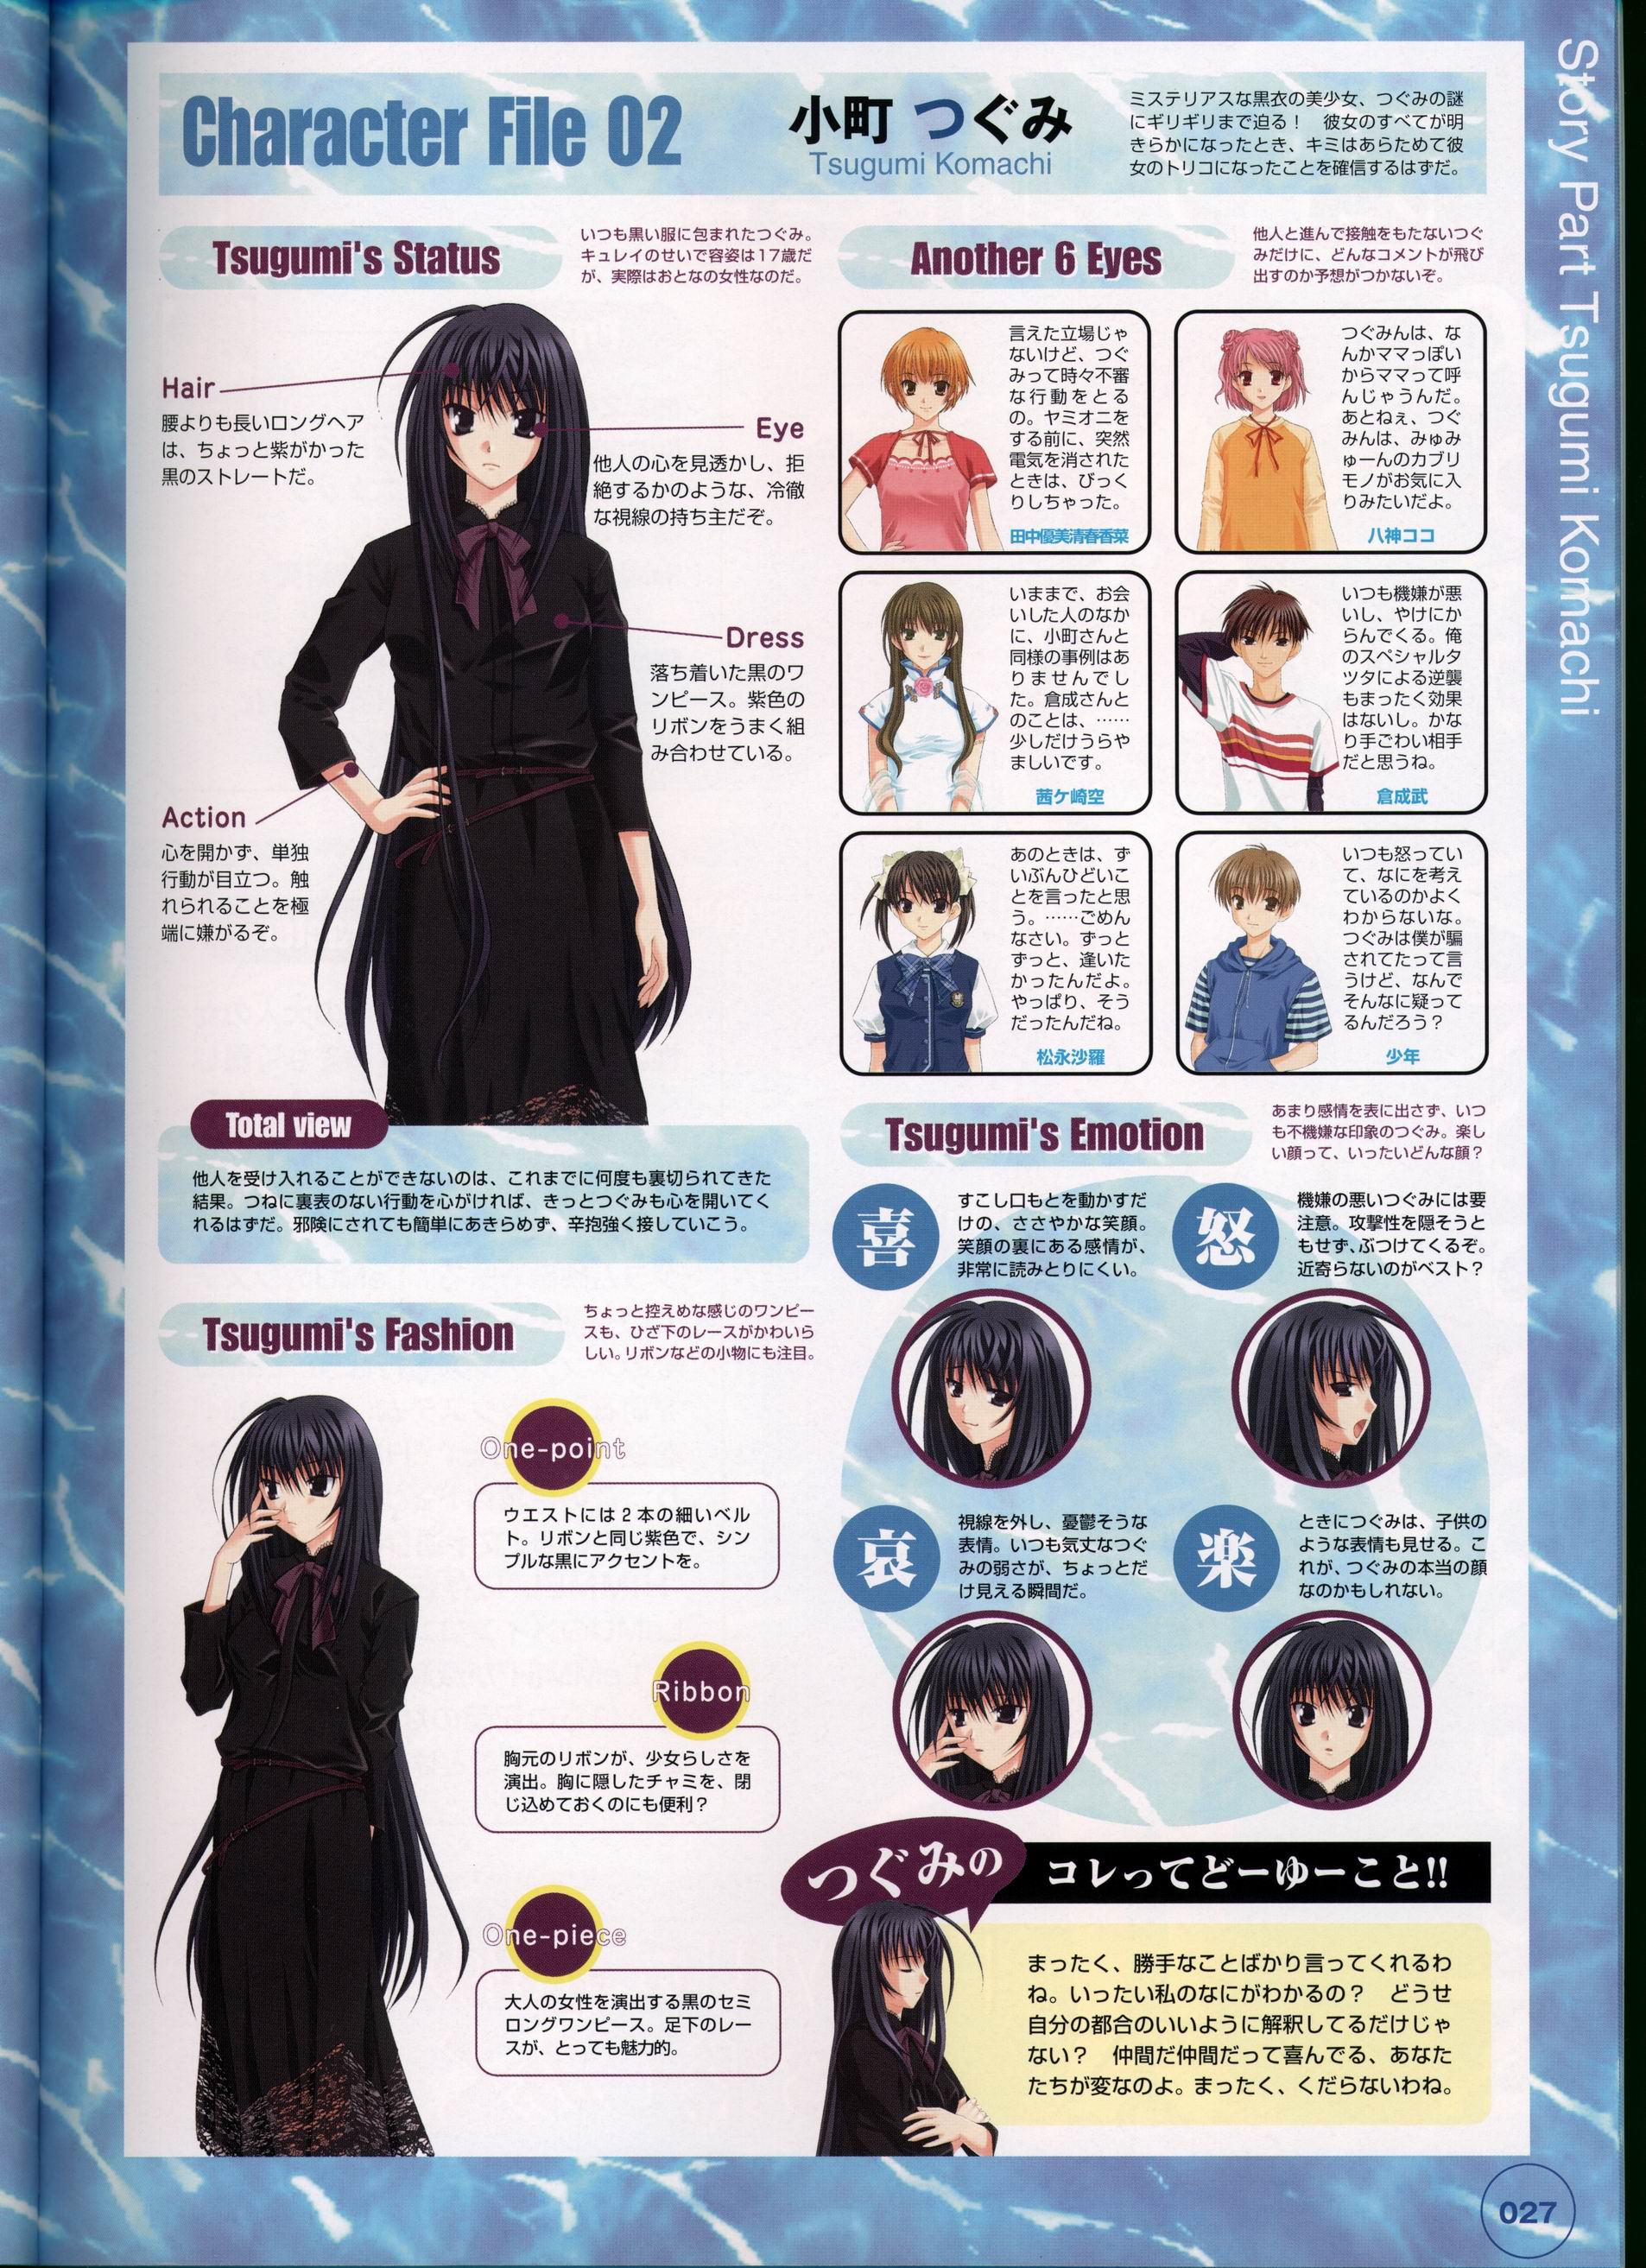 Story Part Tsugumi Komachi
Character File 02
小町 つぐみ
Tsugumi Komachi
ミステリアスな黒衣の美少女、つぐみの謎
にギリギリまで迫る！　彼女のすべてが明
きらかになったとき、キミはあらためて彼
女のトリコになったことを確信するはずだ。
Tsugumi's Status
いつも黒い服に包まれたつぐみ。
キュレイのせいで容姿は17歳だ
が、実際はおとなの女性なのだ。
Hair
腰よりも長いロングヘア
は、ちょっと紫がかった
黒のストレートだ。
Eye
他人の心を見透かし、拒
絶するかのような、冷徹
な視線の持ち主だぞ。
Dress
落ち着いた黒のワ
ンピース。紫色の
リボンをうまく組
み合わせている。
Action
心を開かず、単独
行動が目立つ。触
れられることを極
端に嫌がるぞ。
Total view
他人を受け入れることができないのは、これまでに何度も裏切られてきた
結果。つねに裏表のない行動を心がければ、きっとつぐみも心を開いてく
れるはずだ。邪険にされても簡単にあきらめず、辛抱強く接していこう。
Tsugumi's Fashion
ちょっと控えめな感じのワンピー
スも、ひざ下のレースがかわいら
しい。リボンなどの小物にも注目。
One-point
ウエストには2本の細いベル
ト。リボンと同じ紫色で、シン
プルな黒にアクセントを。
Ribbon
胸元のリボンが、少女らしさを
演出。胸に隠したチャミを、閉
じ込めておくのにも便利？
One-piece
大人の女性を演出する黒のセミ
ロングワンピース。足下のレー
スが、とっても魅力的。
Another 6 Eyes
他人と進んで接触をもたないつぐ
みだけに、どんなコメントが飛び
出すのか予想がつかないぞ。
言えた立場じゃ
ないけど、つぐ
みって時々不審
な行動をとる
の。ヤミオニを
する前に、突然
電気を消された
ときは、びっく
りしちゃった。
田中優美清春香菜
つぐみんは、な
んかママっぽい
からママって呼
んじゃうんだ。
あとねぇ、つぐ
みんは、みゅみ
ゅーんのカブリ
モノがお気に入
りみたいだよ。
八神ココ
いままで、お会
いした人のなか
に、小町さんと
同様の事例はあ
りませんでし
た。倉成さんと
のことは、……
少しだけうらや
ましいです。
茜ケ崎空
いつも機嫌が悪
いし、やけにか
らんでくる。俺
のスペシャルタ
ツタによる逆襲
もまったく効果
はないし。かな
り手ごわい相手
だと思うね。
倉成武
あのときは、ず
いぶんひどいこ
とを言ったと思
う。……ごめん
なさい。ずっと
ずっと、逢いた
かったんだよ。
やっぱり、そう
だったんだね。
松永沙羅
いつも怒ってい
て、なにを考え
ているのかよく
わからないな。
つぐみは僕が騙
されてたって言
うけど、なんで
そんなに疑って
るんだろう？
少年
Tsugumi's Emotion
あまり感情を表に出さず、いつ
も不機嫌な印象のつぐみ。楽し
い顔って、いったいどんな顔？
喜
すこし口もとを動かすだ
けの、ささやかな笑顔。
笑顔の裏にある感情が、
非常に読みとりにくい。
怒
機嫌の悪いつぐみには要
注意。攻撃性を隠そうと
もせず、ぶつけてくるぞ。
近寄らないのがベスト？
哀
視線を外し、憂鬱そうな
表情。いつも気丈なつぐ
みの弱さが、ちょっとだ
け見える瞬間だ。
楽
ときにつぐみは、子供の
ような表情も見せる。こ
れが、つぐみの本当の顔
なのかもしれない。
つぐみの
コレってどーゆーこと!!
まったく、勝手なことばかり言ってくれるわ
ね。いったい私のなにがわかるの？　どうせ
自分の都合のいいように解釈してるだけじゃ
ない？　仲間だ仲間だって喜んでる、あなた
たちが変なのよ。まったく、くだらないわね。
027